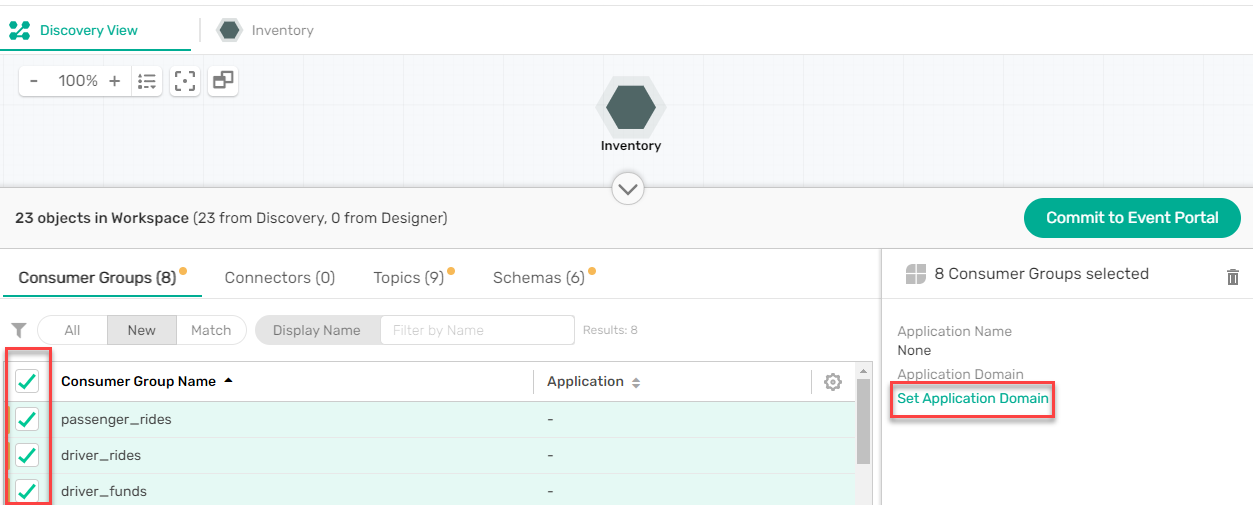 Discovery View
Inventory
- 100% +
Inventory
23 objects in Workspace (23 from Discovery, 0 from Designer)
Commit to Event Portal
Consumer Groups (8)
Connectors (0)
Topics (9)
Schemas (6)
8 Consumer Groups selected
All
New
Match
Display Name
Filter by Name
Results: 8
Application Name
None
Application Domain
Set Application Domain
Consumer Group Name
Application
passenger_rides
-
driver_rides
-
driver_funds
-